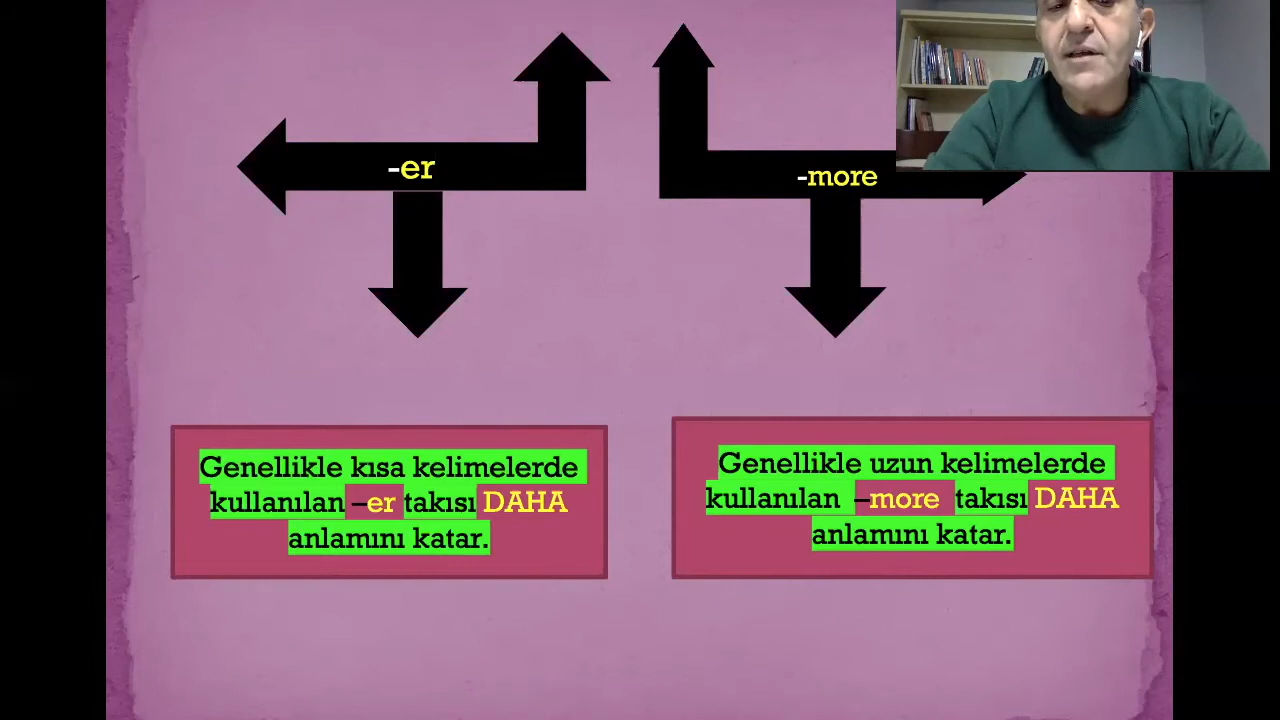 -er
-more
Genellikle kısa kelimelerde
kullanılan –er takısı DAHA
anlamını katar.
Genellikle uzun kelimelerde
kullanılan –more takısı DAHA
anlamını katar.